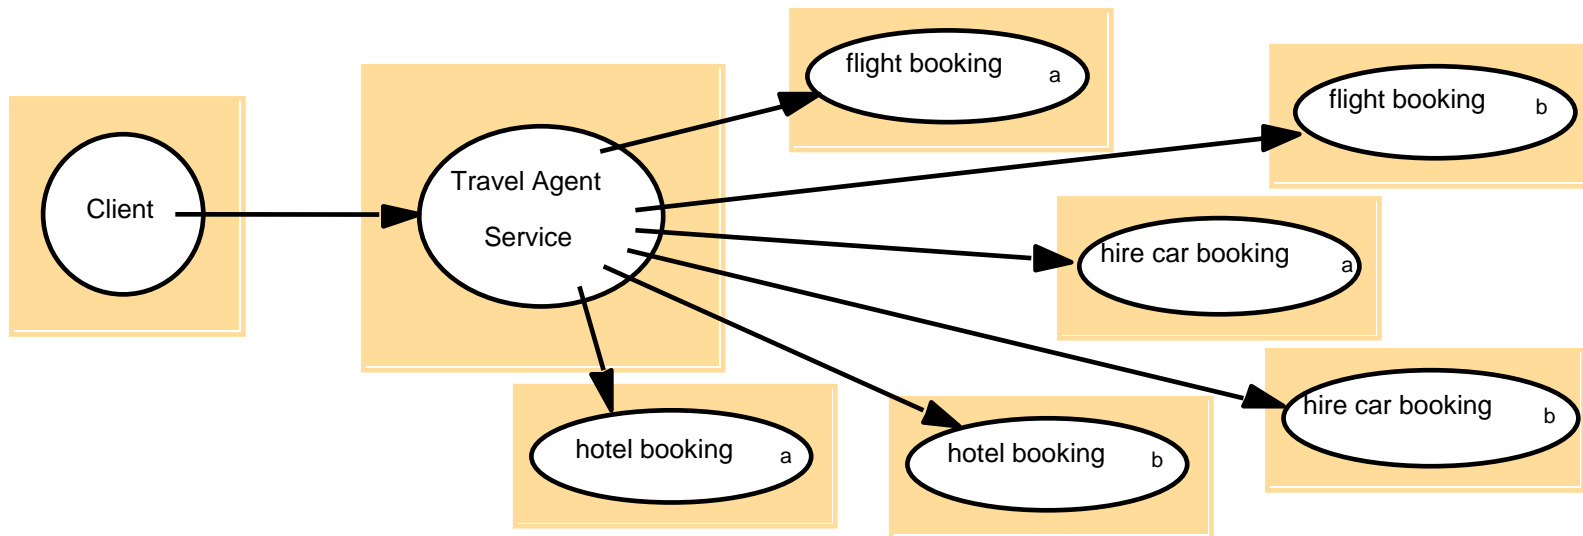 flight booking a
flight booking b
Client
Travel Agent
Service
hire car booking a
hire car booking b
hotel booking a
hotel booking b